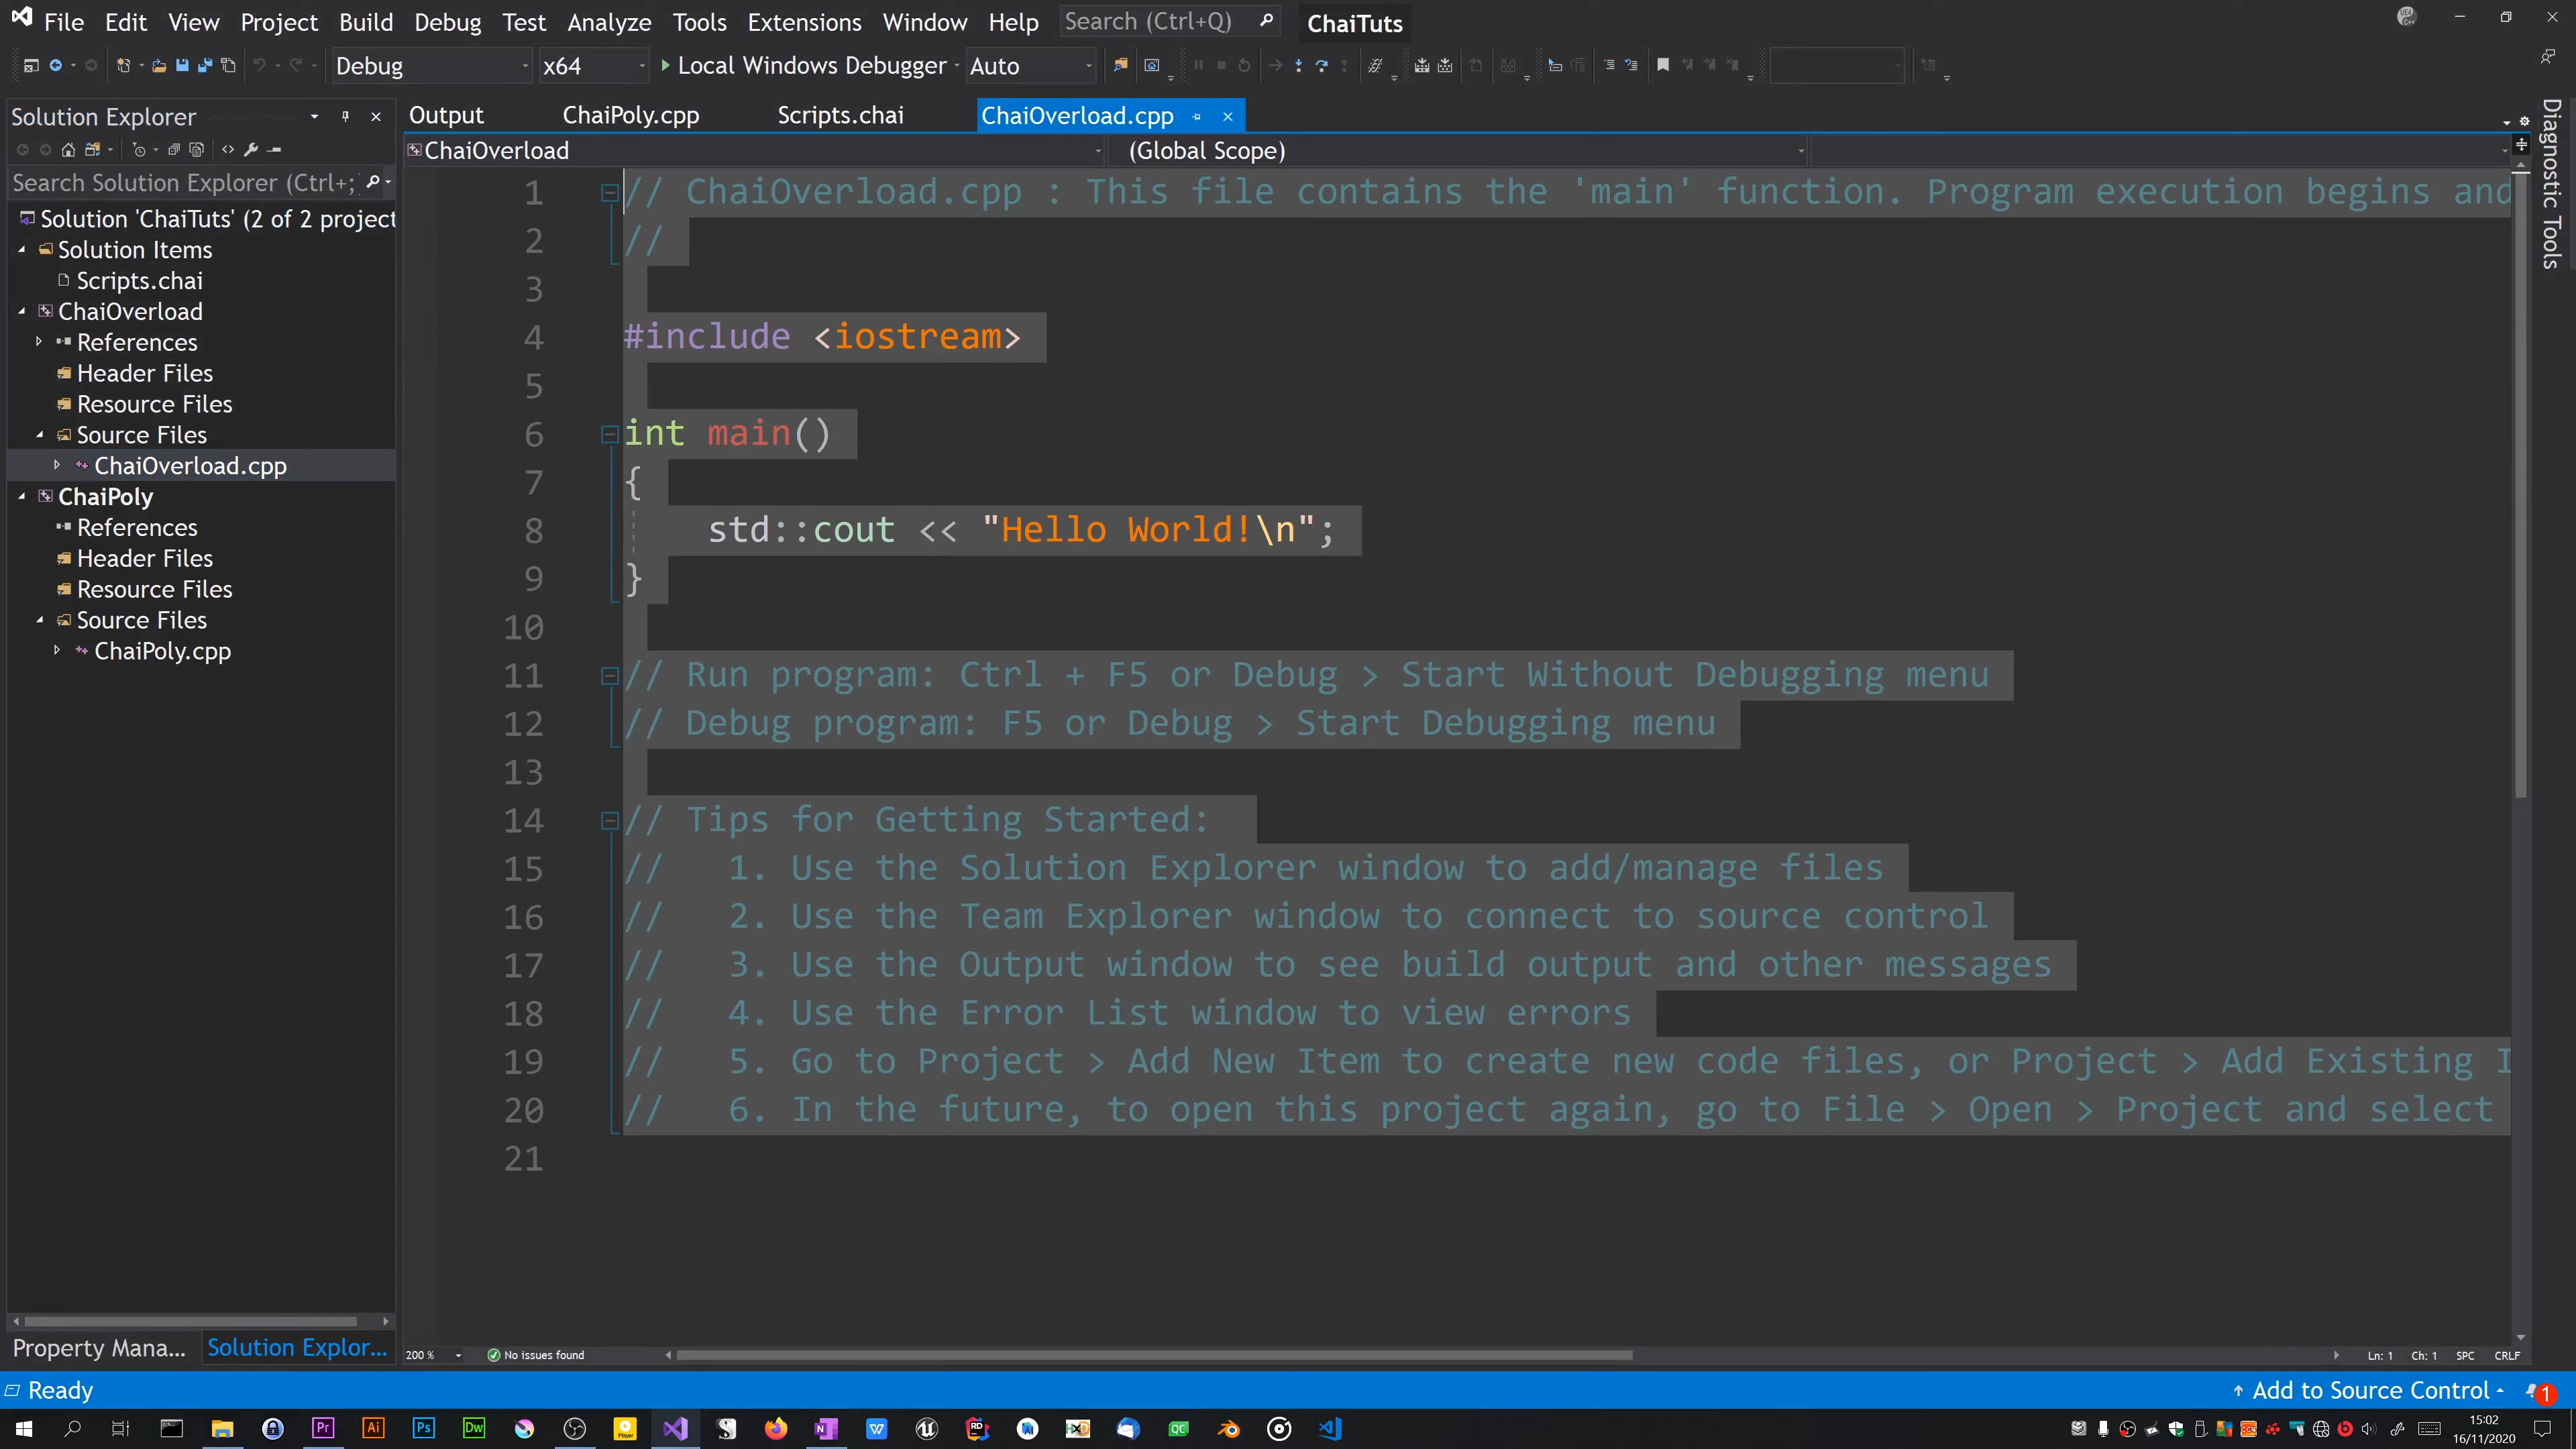 File Edit View Project Build Debug Test Analyze Tools Extensions Window Help Search (Ctrl+Q) ChaiTuts
Debug x64 Local Windows Debugger Auto
Solution Explorer
Search Solution Explorer (Ctrl+;
Solution 'ChaiTuts' (2 of 2 project
Solution Items
Scripts.chai
ChaiOverload
References
Header Files
Resource Files
Source Files
ChaiOverload.cpp
ChaiPoly
References
Header Files
Resource Files
Source Files
ChaiPoly.cpp
Property Mana... Solution Explor...
Output ChaiPoly.cpp Scripts.chai ChaiOverload.cpp
ChaiOverload (Global Scope)
1 // ChaiOverload.cpp : This file contains the 'main' function. Program execution begins and
2 //
3
4 #include <iostream>
5
6 int main()
7 {
8 std::cout << "Hello World!\n";
9 }
10
11 // Run program: Ctrl + F5 or Debug > Start Without Debugging menu
12 // Debug program: F5 or Debug > Start Debugging menu
13
14 // Tips for Getting Started:
15 // 1. Use the Solution Explorer window to add/manage files
16 // 2. Use the Team Explorer window to connect to source control
17 // 3. Use the Output window to see build output and other messages
18 // 4. Use the Error List window to view errors
19 // 5. Go to Project > Add New Item to create new code files, or Project > Add Existing I
20 // 6. In the future, to open this project again, go to File > Open > Project and select
21
Diagnostic Tools
200 % No issues found Ln: 1 Ch: 1 SPC CRLF
Ready Add to Source Control 1
Pr Ai Ps Dw Player N W RD QC
15:02
16/11/2020